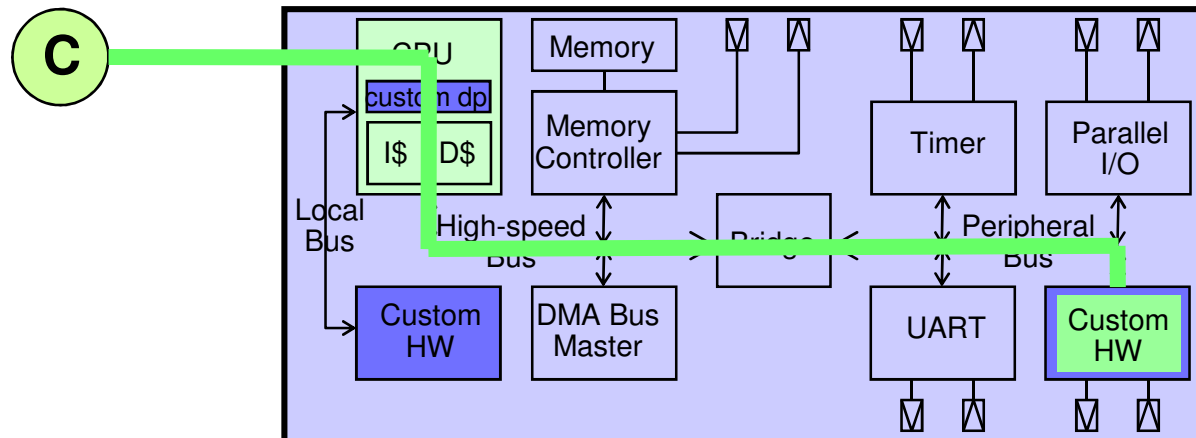 C
CPU
custom dp
I$ D$
Local
Bus
High-speed
Bus
Custom
HW
Memory
Memory
Controller
DMA Bus
Master
Bridge
Timer
Parallel
I/O
Peripheral
Bus
UART
Custom
HW